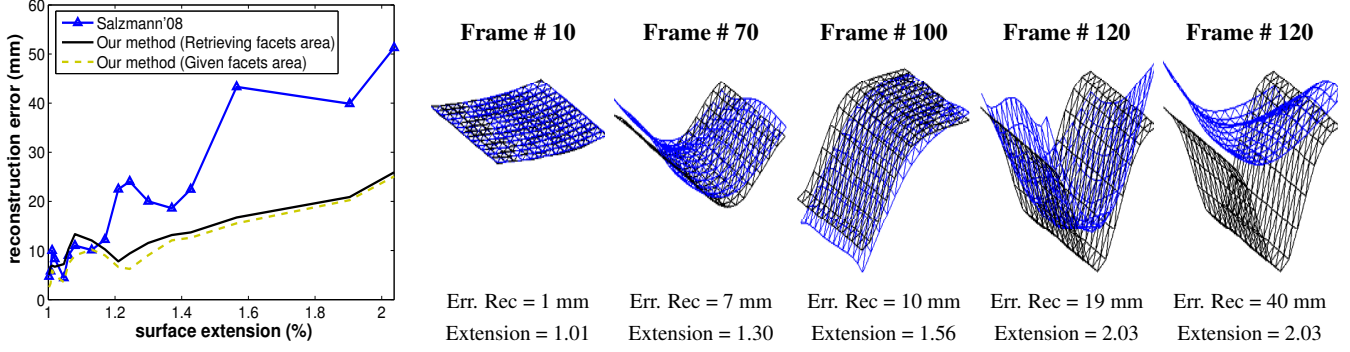 60
50
40
30
20
10
0
reconstruction error (mm)
Salzmann'08
Our method (Retrieving facets area)
Our method (Given facets area)
1 1.2 1.4 1.6 1.8 2
surface extension (%)
Frame # 10 Frame # 70 Frame # 100 Frame # 120 Frame # 120
Err. Rec = 1 mm Err. Rec = 7 mm Err. Rec = 10 mm Err. Rec = 19 mm Err. Rec = 40 mm
Extension = 1.01 Extension = 1.30 Extension = 1.56 Extension = 2.03 Extension = 2.03